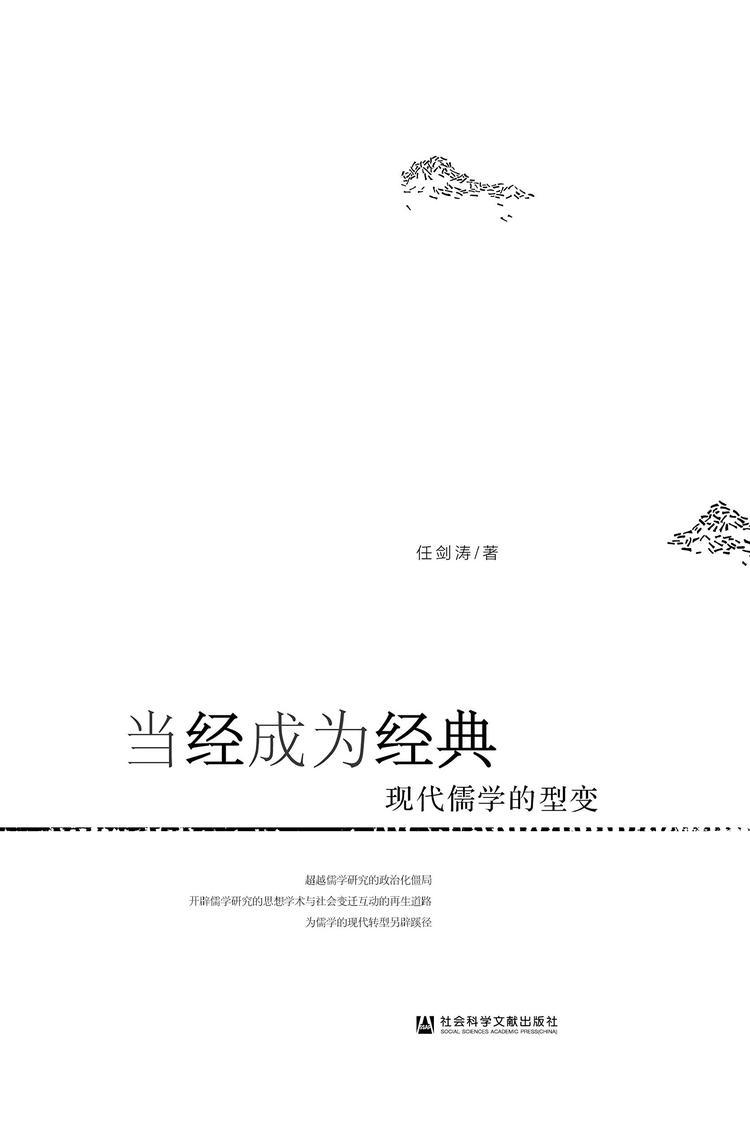 任剑涛/著
当经成为经典
现代儒学的型变
超越儒学研究的政治化僵局
开辟儒学研究的思想学术与社会变迁互动的再生道路
为儒学的现代转型另辟蹊径
SSAP
社会科学文献出版社
SOCIAL SCIENCES ACADEMIC PRESS(CHINA)